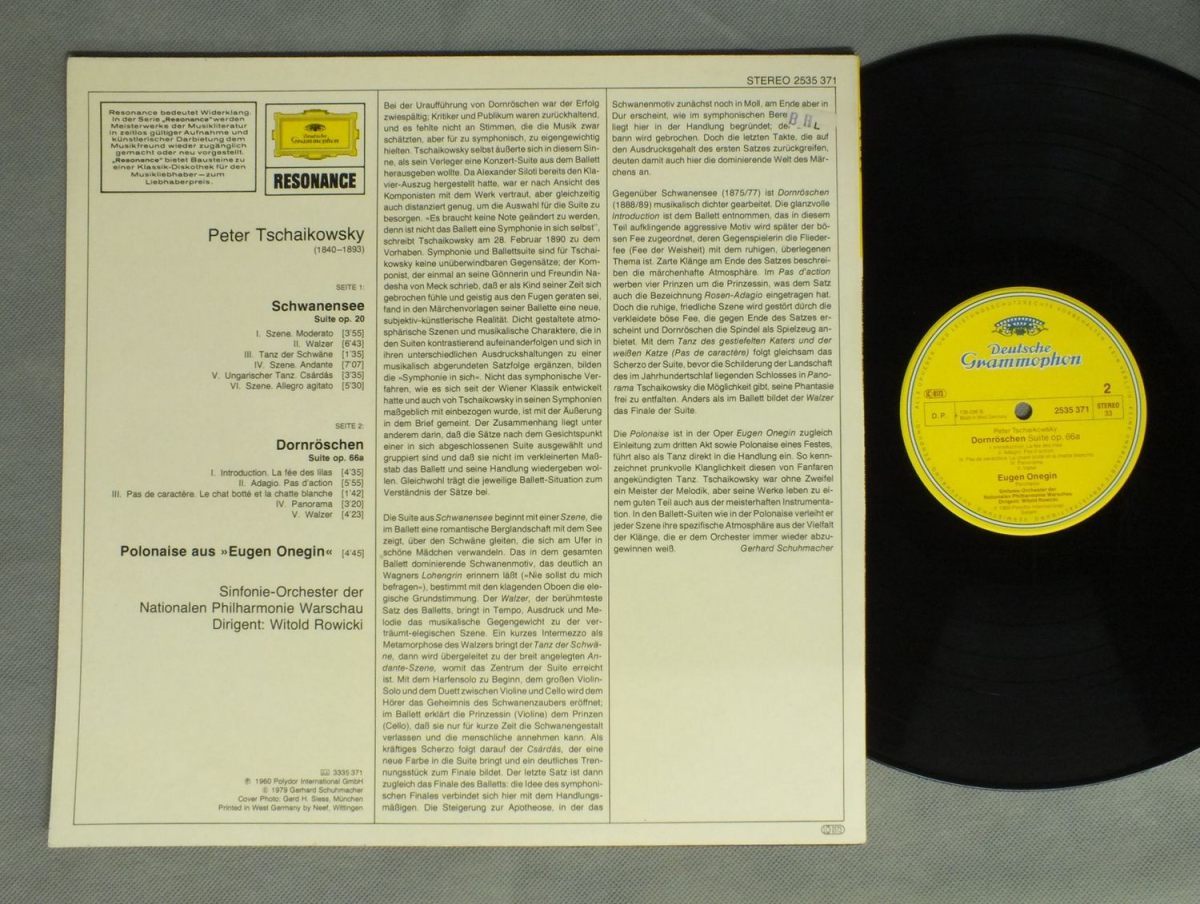 STEREO 2535 371
Resonance bedeutet Widerklang.
In der Serie „Resonance" werden
Meisterwerke der Musikliteratur
in zeitlos gültiger Aufnahme und
künstlerischer Darbietung dem
Musikfreund wieder zugänglich
gemacht oder neu vorgestellt.
„Resonance" bietet Bausteine zu
einer Klassik-Diskothek für den
Musikliebhaber – zum
Liebhaberpreis.
Deutsche
Grammophon
RESONANCE
Peter Tschaikowsky
(1840–1893)
SEITE 1:
Schwanensee
Suite op. 20
I. Szene. Moderato [3'55]
II. Walzer [6'43]
III. Tanz der Schwäne [1'35]
IV. Szene. Andante [7'07]
V. Ungarischer Tanz. Csárdás [3'35]
VI. Szene. Allegro agitato [5'30]
SEITE 2:
Dornröschen
Suite op. 66a
I. Introduction. La fée des lilas [4'35]
II. Adagio. Pas d'action [5'55]
III. Pas de caractère. Le chat botté et la chatte blanche [1'42]
IV. Panorama [3'20]
V. Walzer [4'23]
Polonaise aus »Eugen Onegin« [4'45]
Sinfonie-Orchester der
Nationalen Philharmonie Warschau
Dirigent: Witold Rowicki
3335 371
℗ 1960 Polydor International GmbH
© 1979 Gerhard Schuhmacher
Cover Photo: Gerd H. Siess, München
Printed in West Germany by Neef, Wittingen
Bei der Uraufführung von Dornröschen war der Erfolg
zwiespältig; Kritiker und Publikum waren zurückhaltend,
und es fehlte nicht an Stimmen, die die Musik zwar
schätzten, aber für zu symphonisch, zu eigengewichtig
hielten. Tschaikowsky selbst äußerte sich in diesem Sin-
ne, als sein Verleger eine Konzert-Suite aus dem Ballett
herausgeben wollte. Da Alexander Siloti bereits den Kla-
vier-Auszug hergestellt hatte, war er nach Ansicht des
Komponisten mit dem Werk vertraut, aber gleichzeitig
auch distanziert genug, um die Auswahl für die Suite zu
besorgen. »Es braucht keine Note geändert zu werden,
denn ist nicht das Ballett eine Symphonie in sich selbst",
schreibt Tschaikowsky am 28. Februar 1890 zu dem
Vorhaben. Symphonie und Ballettsuite sind für Tschai-
kowsky keine unüberwindbaren Gegensätze; der Kom-
ponist, der einmal an seine Gönnerin und Freundin Na-
desha von Meck schrieb, daß er als Kind seiner Zeit sich
gebrochen fühle und geistig aus den Fugen geraten sei,
fand in den Märchenvorlagen seiner Ballette eine neue,
subjektiv-künstlerische Realität. Dicht gestaltete atmo-
sphärische Szenen und musikalische Charaktere, die in
den Suiten kontrastierend aufeinanderfolgen und sich in
ihren unterschiedlichen Ausdruckshaltungen zu einer
musikalisch abgerundeten Satzfolge ergänzen, bilden
die »Symphonie in sich«. Nicht das symphonische Ver-
fahren, wie es sich seit der Wiener Klassik entwickelt
hatte und auch von Tschaikowsky in seinen Symphonien
maßgeblich mit einbezogen wurde, ist mit der Äußerung
in dem Brief gemeint. Der Zusammenhang liegt unter
anderem darin, daß die Sätze nach dem Gesichtspunkt
einer in sich abgeschlossenen Suite ausgewählt und
gruppiert sind und daß sie nicht im verkleinerten Maß-
stab das Ballett und seine Handlung wiedergeben wol-
len. Gleichwohl trägt die jeweilige Ballett-Situation zum
Verständnis der Sätze bei.
Die Suite aus Schwanensee beginnt mit einer Szene, die
im Ballett eine romantische Berglandschaft mit dem See
zeigt, über den Schwäne gleiten, die sich am Ufer in
schöne Mädchen verwandeln. Das in dem gesamten
Ballett dominierende Schwanenmotiv, das deutlich an
Wagners Lohengrin erinnern läßt (»Nie sollst du mich
befragen«), bestimmt mit den klagenden Oboen die ele-
gische Grundstimmung. Der Walzer, der berühmteste
Satz des Balletts, bringt in Tempo, Ausdruck und Me-
lodie das musikalische Gegengewicht zu der ver-
träumt-elegischen Szene. Ein kurzes Intermezzo als
Metamorphose des Walzers bringt der Tanz der Schwä-
ne, dann wird übergeleitet zu der breit angelegten An-
dante-Szene, womit das Zentrum der Suite erreicht
ist. Mit dem Harfensolo zu Beginn, dem großen Violin-
Solo und dem Duett zwischen Violine und Cello wird dem
Hörer das Geheimnis des Schwanenzaubers eröffnet;
im Ballett erklärt die Prinzessin (Violine) dem Prinzen
(Cello), daß sie nur für kurze Zeit die Schwanengestalt
verlassen und die menschliche annehmen kann. Als
kräftiges Scherzo folgt darauf der Csárdás, der eine
neue Farbe in die Suite bringt und ein deutliches Tren-
nungsstück zum Finale bildet. Der letzte Satz ist dann
zugleich das Finale des Balletts: die Idee des symphoni-
schen Finales verbindet sich hier mit dem Handlungs-
mäßigen. Die Steigerung zur Apotheose, in der das
Schwanenmotiv zunächst noch in Moll, am Ende aber in
Dur erscheint, wie im symphonischen Bere
liegt hier in der Handlung begründet; de
bann wird gebrochen. Doch die letzten Takte, die auf
den Ausdrucksgehalt des ersten Satzes zurückgreifen,
deuten damit auch hier die dominierende Welt des Mär-
chens an.
Gegenüber Schwanensee (1875/77) ist Dornröschen
(1888/89) musikalisch dichter gearbeitet. Die glanzvolle
Introduction ist dem Ballett entnommen, das in diesem
Teil aufklingende aggressive Motiv wird später der bö-
sen Fee zugeordnet, deren Gegenspielerin die Flieder-
fee (Fee der Weisheit) mit dem ruhigen, überlegenen
Thema ist. Zarte Klänge am Ende des Satzes beschrei-
ben die märchenhafte Atmosphäre. Im Pas d'action
werben vier Prinzen um die Prinzessin, was dem Satz
auch die Bezeichnung Rosen-Adagio eingetragen hat.
Doch die ruhige, friedliche Szene wird gestört durch die
verkleidete böse Fee, die gegen Ende des Satzes er-
scheint und Dornröschen die Spindel als Spielzeug an-
bietet. Mit dem Tanz des gestiefelten Katers und der
weißen Katze (Pas de caractère) folgt gleichsam das
Scherzo der Suite, bevor die Schilderung der Landschaft
des im Jahrhundertschlaf liegenden Schlosses in Pano-
rama Tschaikowsky die Möglichkeit gibt, seine Phantasie
frei zu entfalten. Anders als im Ballett bildet der Walzer
das Finale der Suite.
Die Polonaise ist in der Oper Eugen Onegin zugleich
Einleitung zum dritten Akt sowie Polonaise eines Festes,
führt also als Tanz direkt in die Handlung ein. So kenn-
zeichnet prunkvolle Klanglichkeit diesen von Fanfaren
angekündigten Tanz. Tschaikowsky war ohne Zweifel
ein Meister der Melodik, aber seine Werke leben zu ei-
nem guten Teil auch aus der meisterhaften Instrumenta-
tion. In den Ballett-Suiten wie in der Polonaise verleiht er
jeder Szene ihre spezifische Atmosphäre aus der Vielfalt
der Klänge, die er dem Orchester immer wieder abzu-
gewinnen weiß. Gerhard Schuhmacher
Deutsche
Grammophon
2
D.P.
Made in West Germany
2535 371
STEREO
33
Peter Tschaikowsky
Dornröschen Suite op. 66a
I. Introduction. La fée des lilas
II. Adagio. Pas d'action
III. Pas de caractère. Le chat botté et la chatte blanche
IV. Panorama
V. Walzer
Eugen Onegin
Polonaise
Sinfonie-Orchester der
Nationalen Philharmonie Warschau
Dirigent: Witold Rowicki
℗ 1960 Polydor International